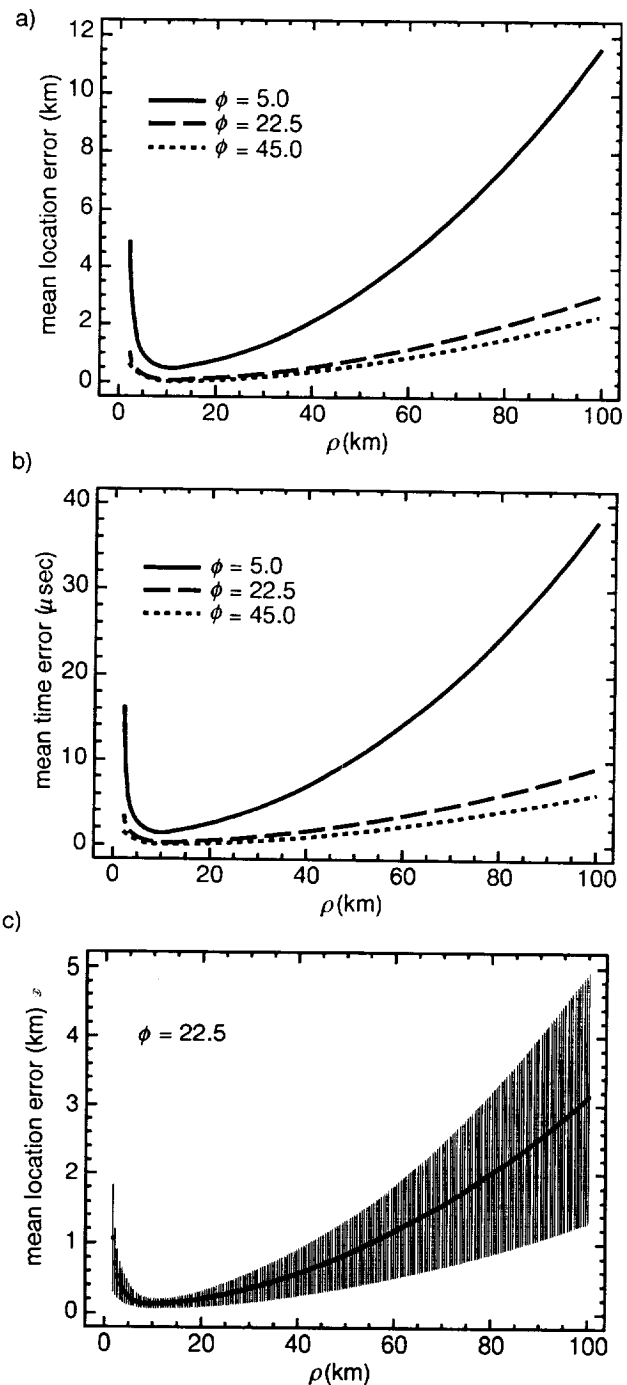 a)
12
10
8
6
4
2
0
mean location error (km)
ϕ = 5.0
ϕ = 22.5
ϕ = 45.0
0 20 40 60 80 100
ρ(km)
b)
40
30
20
10
0
mean time error (μsec)
ϕ = 5.0
ϕ = 22.5
ϕ = 45.0
0 20 40 60 80 100
ρ(km)
c)
5
4
3
2
1
0
mean location error (km)
ϕ = 22.5
0 20 40 60 80 100
ρ(km)